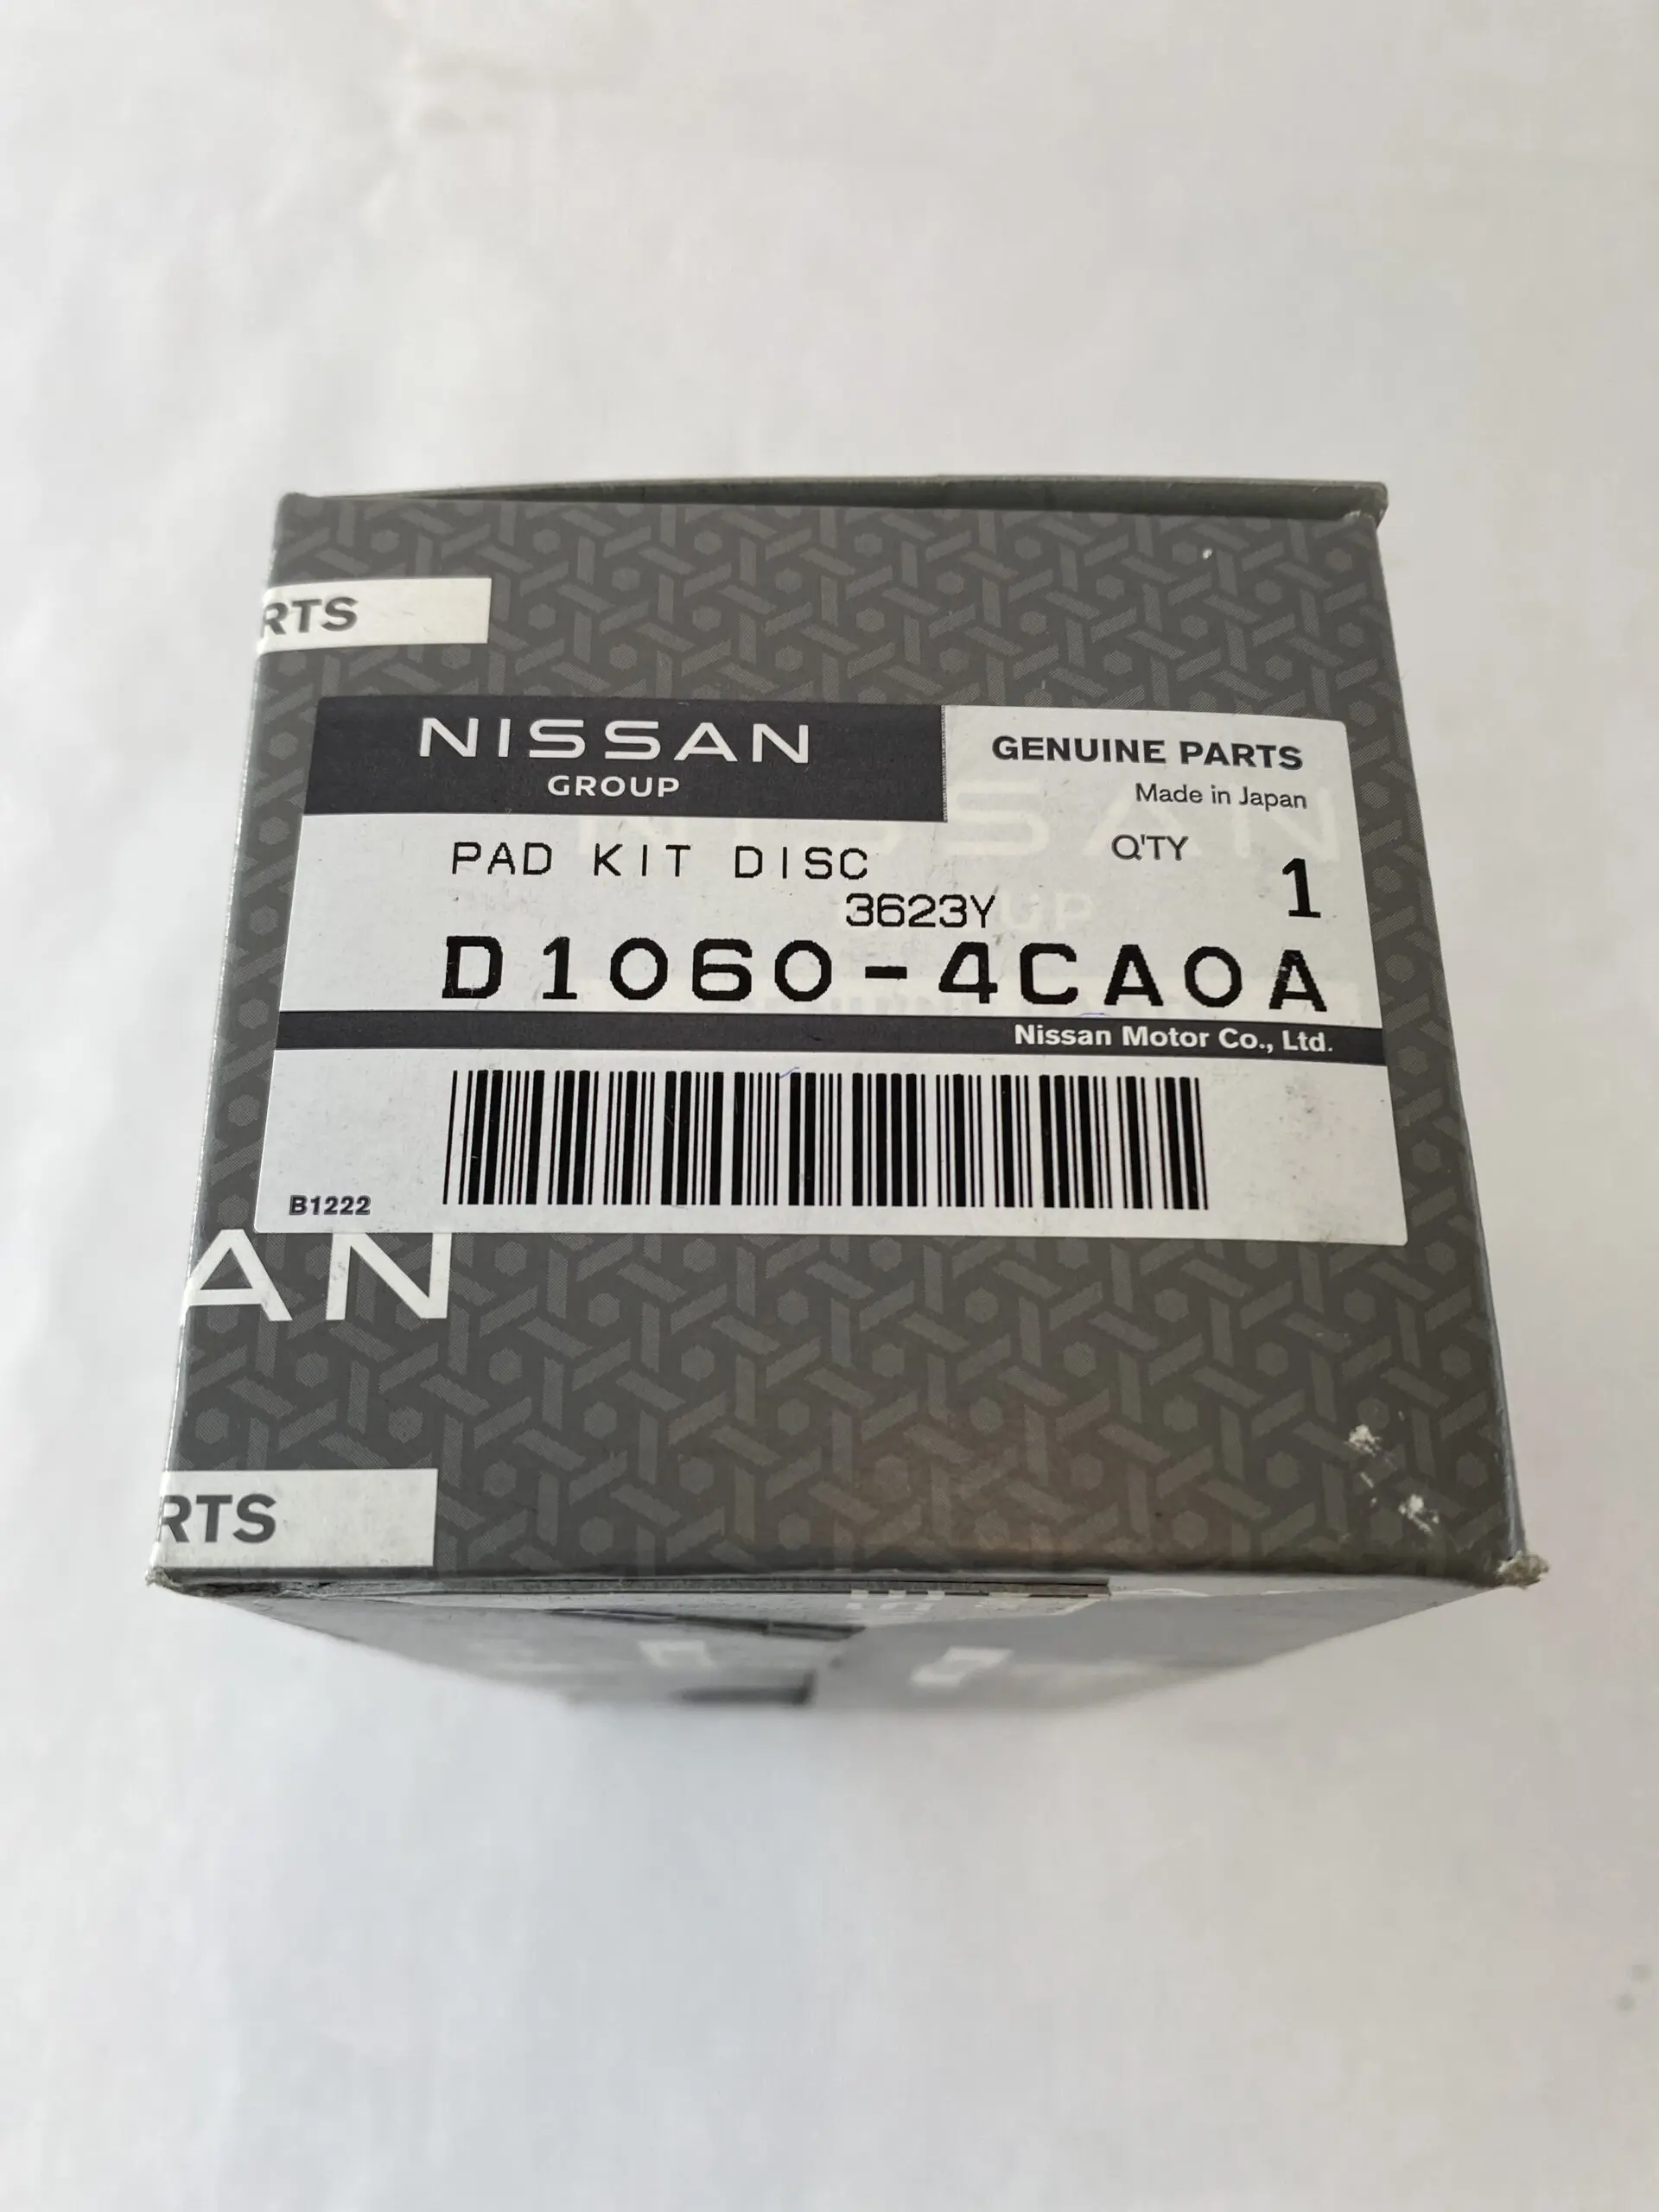 RTS
NISSAN
GROUP
GENUINE PARTS
Made in Japan
PAD KIT DISC
Q'TY
1
3623Y
D1060-4CA0A
Nissan Motor Co., Ltd.
B1222
AN
RTS